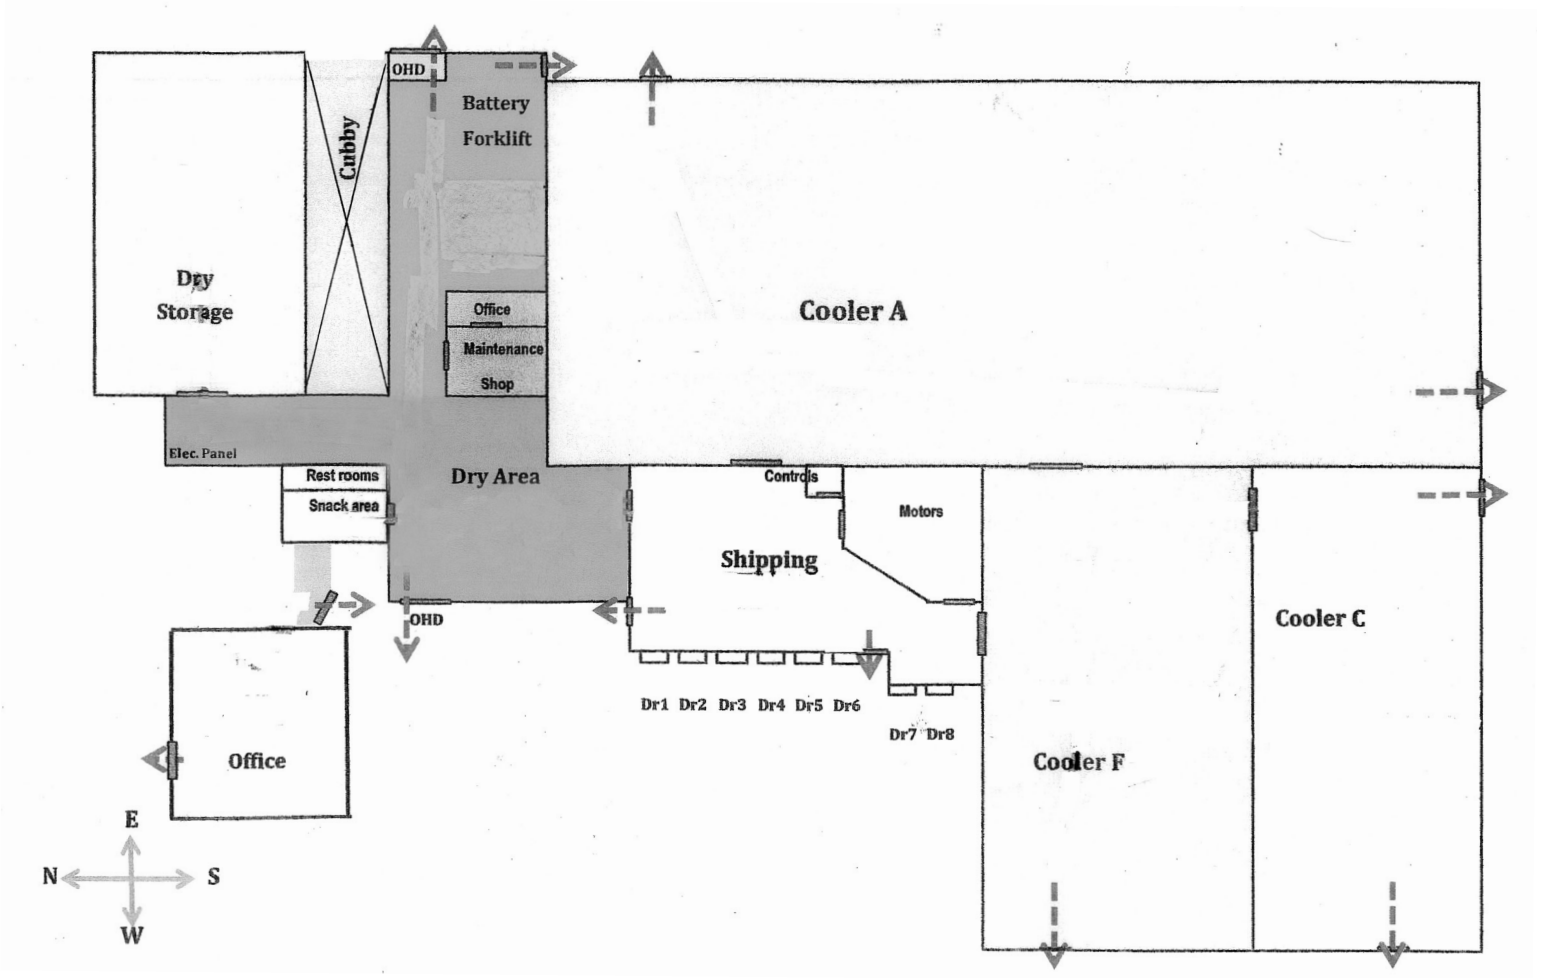 OHD
Battery
Forklift
Cubby
Dry
Storage
Office
Maintenance
Shop
Cooler A
Elec. Panel
Rest rooms
Snack area
Dry Area
Controls
Motors
Shipping
OHD
Cooler C
Dr1 Dr2 Dr3 Dr4 Dr5 Dr6
Dr7 Dr8
Office
Cooler F
E
N S
W